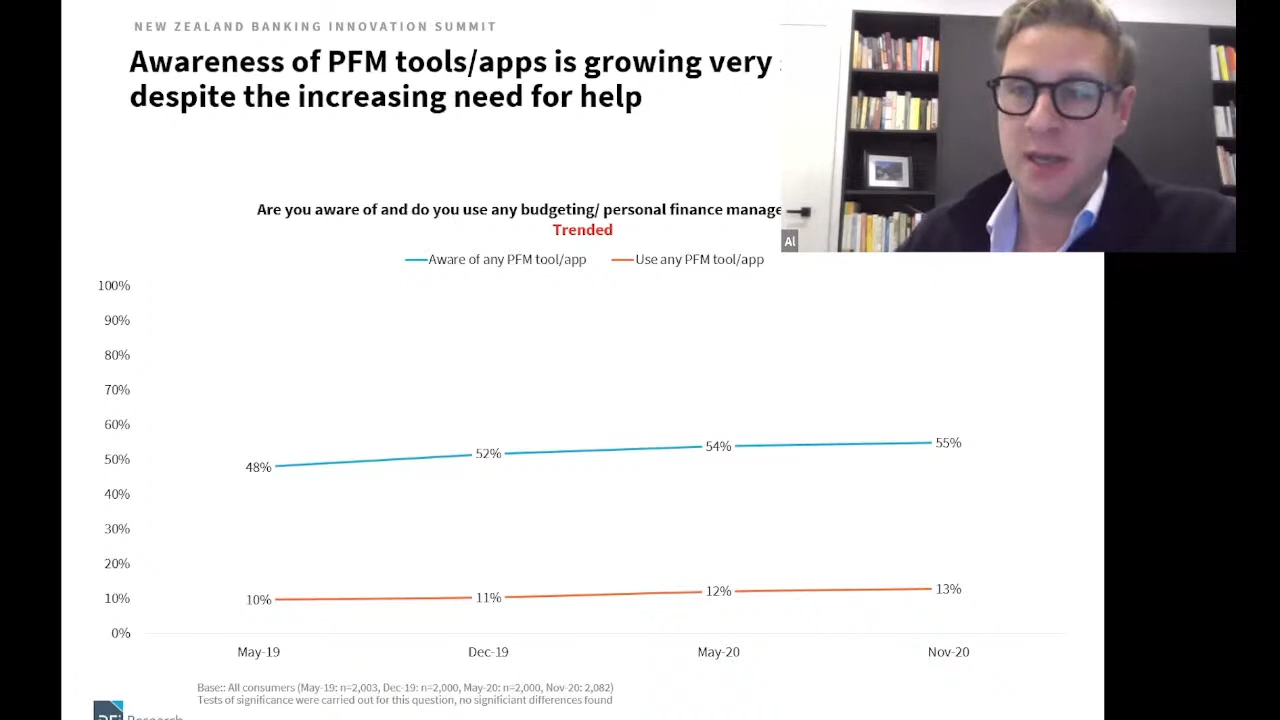 NEW ZEALAND BANKING INNOVATION SUMMIT
Awareness of PFM tools/apps is growing very
despite the increasing need for help
Are you aware of and do you use any budgeting/ personal finance manage
Trended
Al
Aware of any PFM tool/app
Use any PFM tool/app
100%
90%
80%
70%
60%
50%
40%
30%
20%
10%
0%
48%
52%
54%
55%
10%
11%
12%
13%
May-19
Dec-19
May-20
Nov-20
Base:: All consumers (May-19: n=2,003, Dec-19: n=2,000, May-20: n=2,000, Nov-20: 2,082)
Tests of significance were carried out for this question, no signifiant differences found
Research